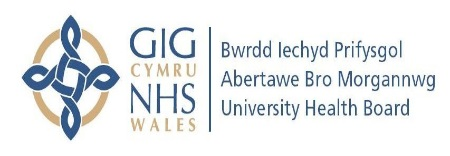 GIG
CYMRU
NHS
WALES
Bwrdd Iechyd Prifysgol
Abertawe Bro Morgannwg
University Health Board